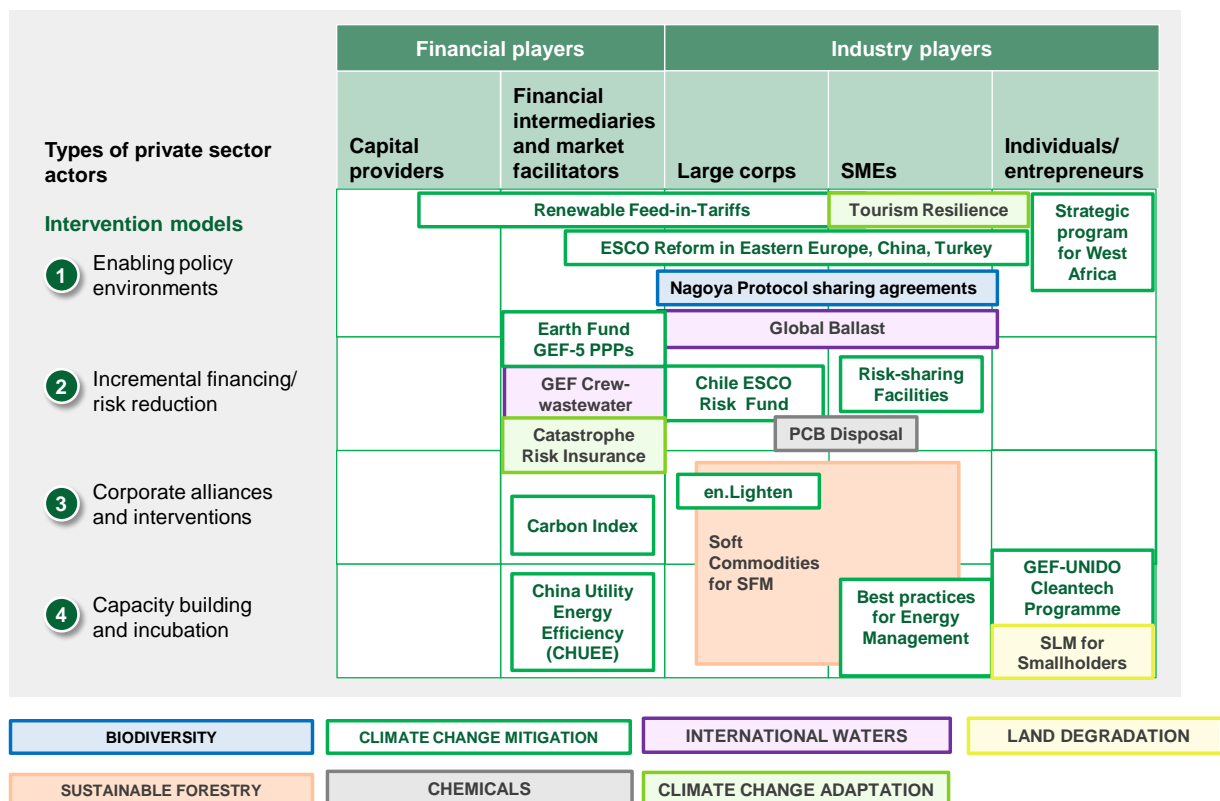 Financial players
Industry players
Types of private sector
actors
Capital
providers
Financial
intermediaries
and market
facilitators
Large corps
SMEs
Individuals/
entrepreneurs
Intervention models
1
Enabling policy
environments
Renewable Feed-in-Tariffs
Tourism Resilience
Strategic
program
for West
Africa
ESCO Reform in Eastern Europe, China, Turkey
Nagoya Protocol sharing agreements
Earth Fund
GEF-5 PPPs
Global Ballast
2
Incremental financing/
risk reduction
GEF Crew-
wastewater
Chile ESCO
Risk Fund
Risk-sharing
Facilities
Catastrophe
Risk Insurance
PCB Disposal
3
Corporate alliances
and interventions
en.Lighten
Carbon Index
Soft
Commodities
for SFM
4
Capacity building
and incubation
China Utility
Energy
Efficiency
(CHUEE)
Best practices
for Energy
Management
GEF-UNIDO
Cleantech
Programme
SLM for
Smallholders
BIODIVERSITY
CLIMATE CHANGE MITIGATION
INTERNATIONAL WATERS
LAND DEGRADATION
SUSTAINABLE FORESTRY
CHEMICALS
CLIMATE CHANGE ADAPTATION